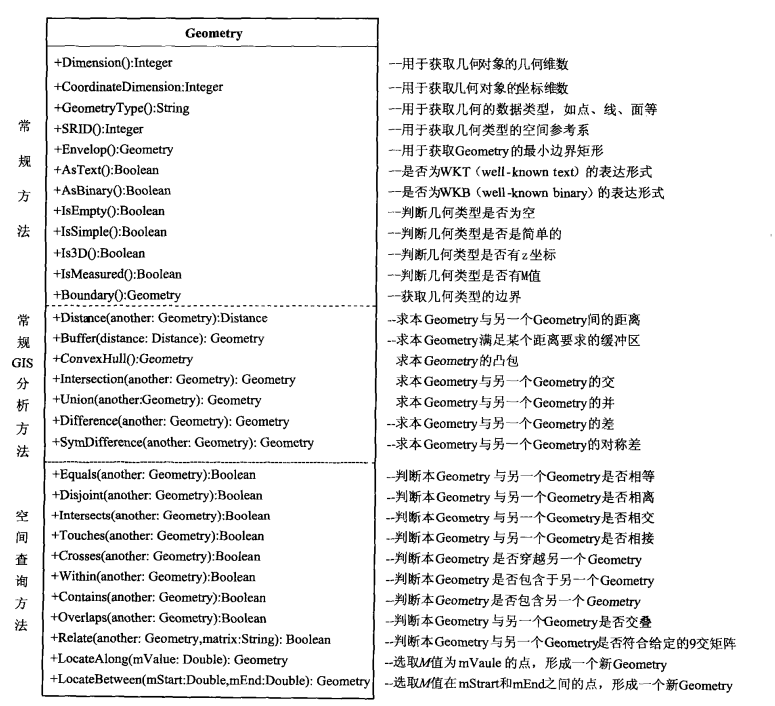 Geometry
+Dimension():Integer --用于获取几何对象的几何维数
+CoordinateDimension:Integer --用于获取几何对象的坐标维数
+GeometryType():String --用于获取几何的数据类型，如点、线、面等
+SRID():Integer --用于获取几何类型的空间参考系
+Envelop():Geometry --用于获取Geometry的最小边界矩形
+AsText():Boolean --是否为WKT（well-known text）的表达形式
+AsBinary():Boolean --是否为WKB（well-known binary）的表达形式
+IsEmpty():Boolean --判断几何类型是否为空
+IsSimple():Boolean --判断几何类型是否是简单的
+Is3D():Boolean --判断几何类型是否有z坐标
+IsMeasured():Boolean --判断几何类型是否有M值
+Boundary():Geometry --获取几何类型的边界
常规方法
+Distance(another: Geometry):Distance --求本Geometry与另一个Geometry间的距离
+Buffer(distance: Distance): Geometry --求本Geometry满足某个距离要求的缓冲区
+ConvexHull():Geometry 求本Geometry的凸包
+Intersection(another: Geometry): Geometry 求本Geometry与另一个Geometry的交
+Union(another:Geometry): Geometry 求本Geometry与另一个Geometry的并
+Difference(another: Geometry): Geometry --求本Geometry与另一个Geometry的差
+SymDifference(another: Geometry): Geometry --求本Geometry与另一个Geometry的对称差
常规GIS分析方法
+Equals(another: Geometry):Boolean --判断本Geometry 与另一个Geometry是否相等
+Disjoint(another: Geometry):Boolean --判断本Geometry 与另一个Geometry是否相离
+Intersects(another: Geometry):Boolean --判断本Geometry 与另一个Geometry是否相交
+Touches(another: Geometry):Boolean --判断本Geometry 与另一个Geometry是否相接
+Crosses(another: Geometry):Boolean --判断本Geometry 是否穿越另一个Geometry
+Within(another: Geometry):Boolean --判断本Geometry 是否包含于另一个Geometry
+Contains(another: Geometry):Boolean --判断本Geometry 是否包含另一个Geometry
+Overlaps(another: Geometry):Boolean --判断本Geometry 与另一个Geometry是否交叠
+Relate(another: Geometry,matrix:String): Boolean --判断本Geometry与另一个Geometry是否符合给定的9交矩阵
+LocateAlong(mValue: Double): Geometry --选取M值为mVaule的点，形成一个新Geometry
+LocateBetween(mStart:Double,mEnd:Double): Geometry --选取M值在mStrart和mEnd之间的点，形成一个新Geometry
空间查询方法